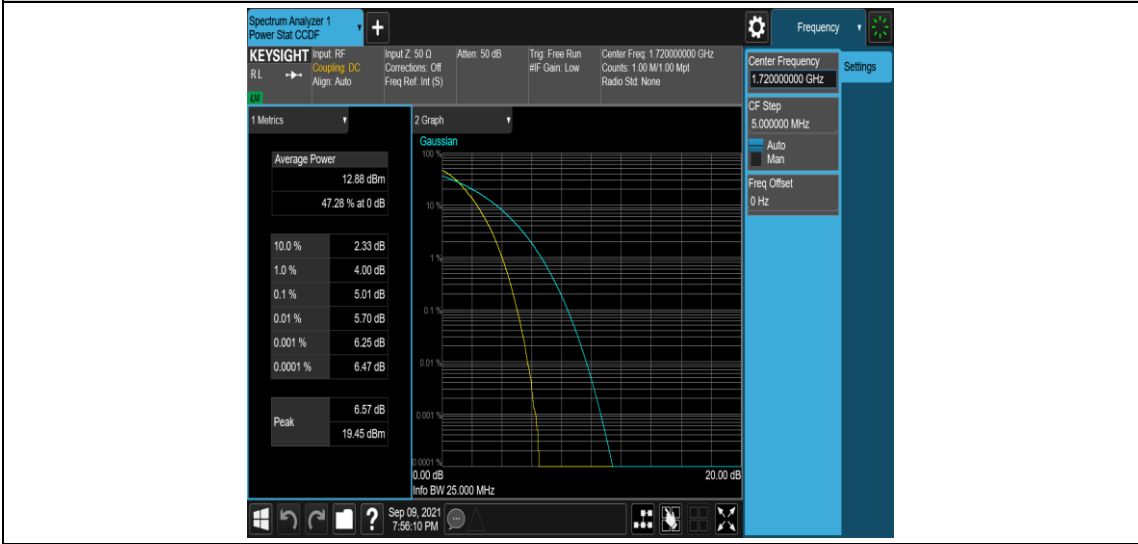 Spectrum Analyzer 1
Power Stat CCDF
+
Frequency
KEYSIGHT
RL
LXI
Input: RF
Coupling: DC
Align: Auto
Input Z: 50 Ω
Corrections: Off
Freq Ref: Int (S)
Atten: 50 dB
Trig: Free Run
#IF Gain: Low
Center Freq: 1.720000000 GHz
Counts: 1.00 M/1.00 Mpt
Radio Std: None
Center Frequency
1.720000000 GHz
Settings
CF Step
5.000000 MHz
Auto
Man
Freq Offset
0 Hz
1 Metrics
Average Power
12.88 dBm
47.28 % at 0 dB
10.0 % 2.33 dB
1.0 % 4.00 dB
0.1 % 5.01 dB
0.01 % 5.70 dB
0.001 % 6.25 dB
0.0001 % 6.47 dB
Peak 6.57 dB
19.45 dBm
2 Graph
Gaussian
100 %
10 %
1 %
0.1 %
0.01 %
0.001 %
0.0001 %
0.00 dB 20.00 dB
Info BW 25.000 MHz
?
Sep 09, 2021
7:56:10 PM